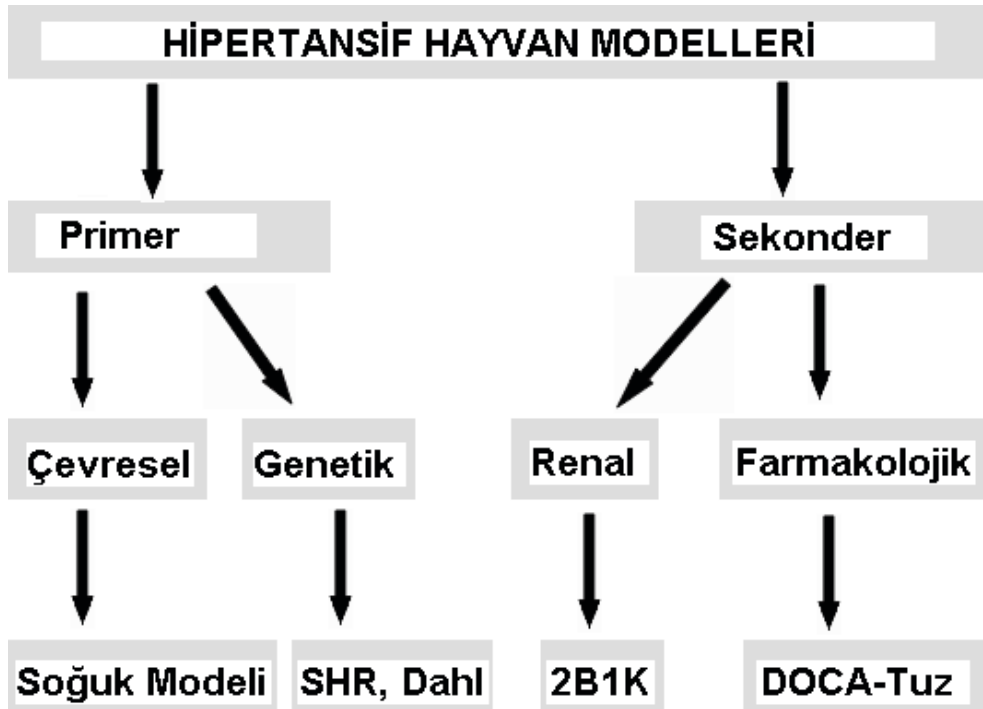 HİPERTANSİF HAYVAN MODELLERİ
Primer
Sekonder
Çevresel
Genetik
Renal
Farmakolojik
Soğuk Modeli
SHR, Dahl
2B1K
DOCA-Tuz